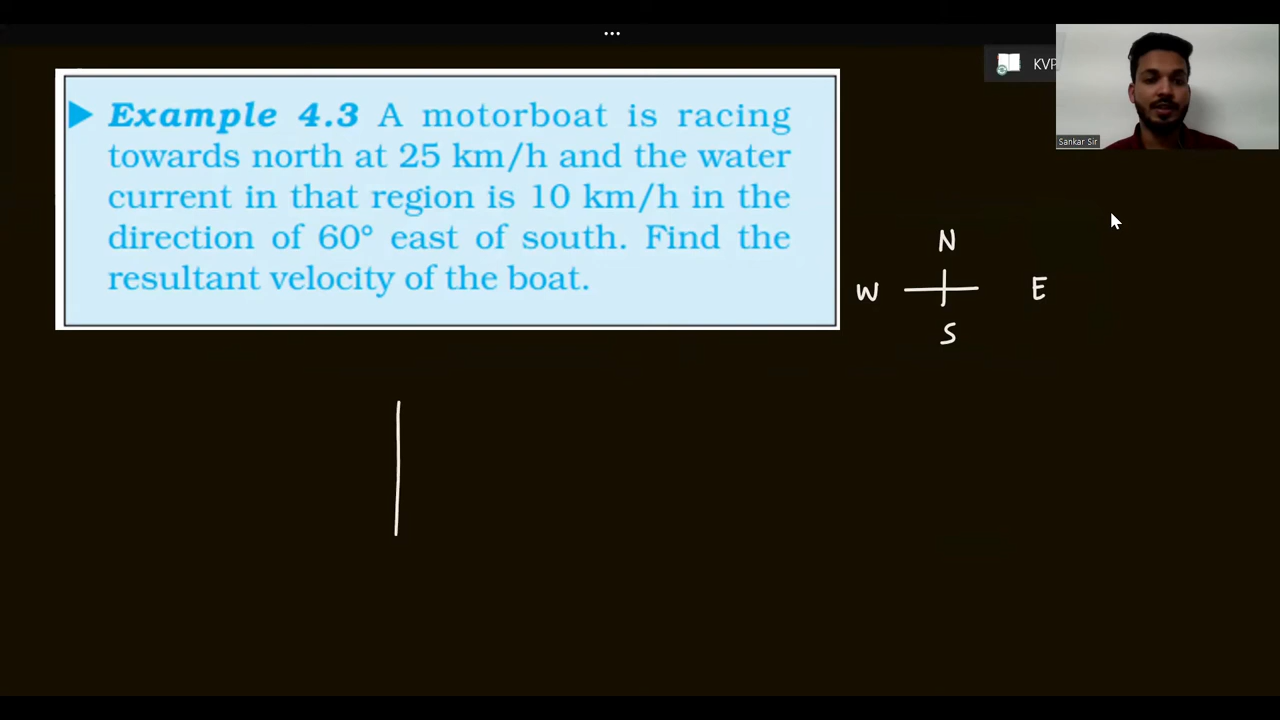 KVP
Sankar Sir
Example 4.3 A motorboat is racing
towards north at 25 km/h and the water
current in that region is 10 km/h in the
direction of 60° east of south. Find the
resultant velocity of the boat.
N
W E
S